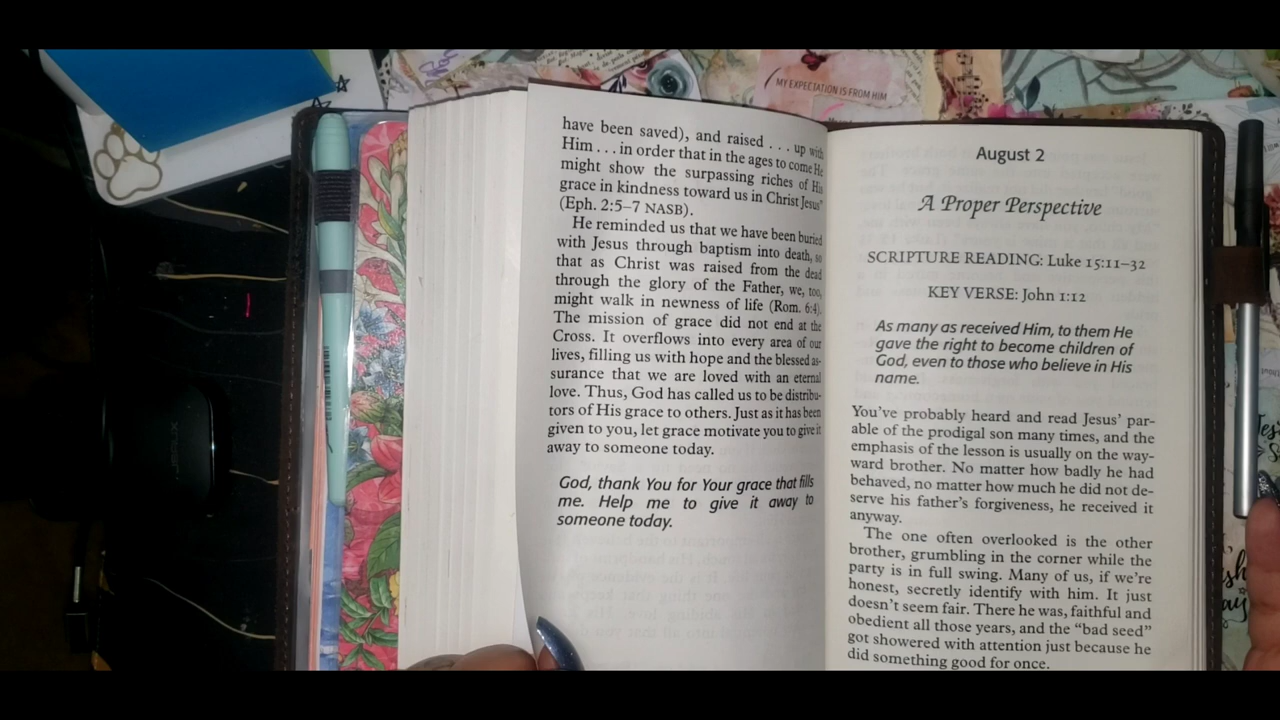 MY EXPECTATION IS FROM HIM
have been saved), and raised . . . up with
Him . . . in order that in the ages to come He
might show the surpassing riches of His
grace in kindness toward us in Christ Jesus"
(Eph. 2:5–7 NASB).
He reminded us that we have been buried
with Jesus through baptism into death, so
that as Christ was raised from the dead
through the glory of the Father, we, too,
might walk in newness of life (Rom. 6:4).
The mission of grace did not end at the
Cross. It overflows into every area of our
lives, filling us with hope and the blessed as-
surance that we are loved with an eternal
love. Thus, God has called us to be distribu-
tors of His grace to others. Just as it has been
given to you, let grace motivate you to give it
away to someone today.
God, thank You for Your grace that fills
me. Help me to give it away to
someone today.
August 2
A Proper Perspective
SCRIPTURE READING: Luke 15:11–32
KEY VERSE: John 1:12
As many as received Him, to them He
gave the right to become children of
God, even to those who believe in His
name.
You've probably heard and read Jesus' par-
able of the prodigal son many times, and the
emphasis of the lesson is usually on the way-
ward brother. No matter how badly he had
behaved, no matter how much he did not de-
serve his father's forgiveness, he received it
anyway.
The one often overlooked is the other
brother, grumbling in the corner while the
party is in full swing. Many of us, if we're
honest, secretly identify with him. It just
doesn't seem fair. There he was, faithful and
obedient all those years, and the "bad seed"
got showered with attention just because he
did something good for once.